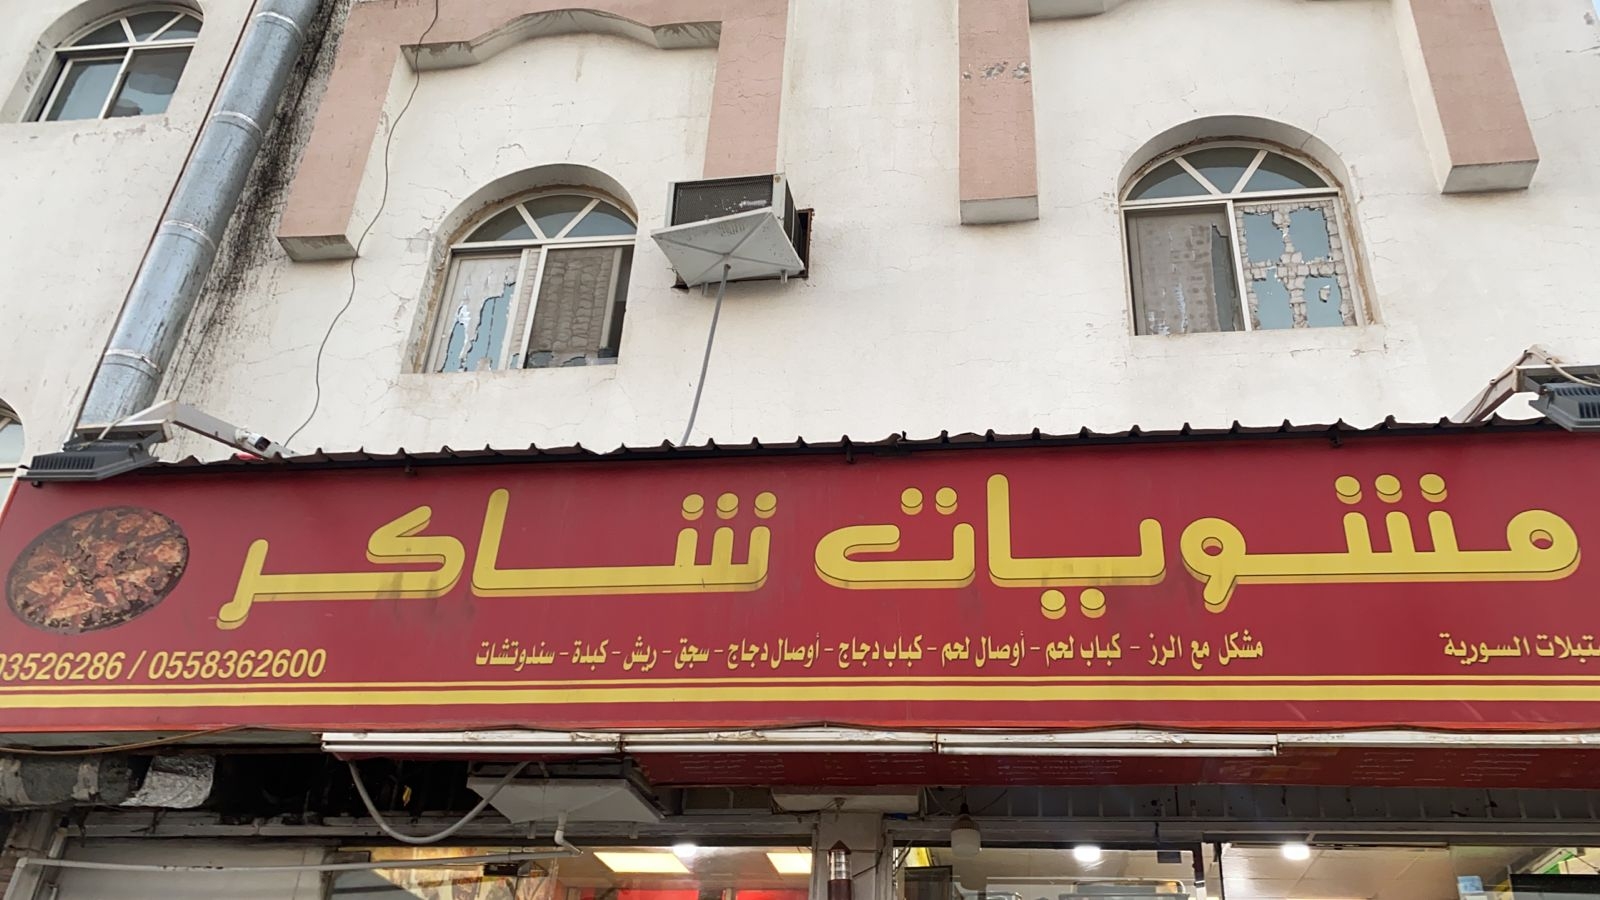 مشويات شاكر
السورية
مشكل مع الرز - كباب لحم - أوصال لحم - كباب دجاج - أوصال دجاج - سجق - ريش - كبدة - سندوتشات
03526286 / 0558362600